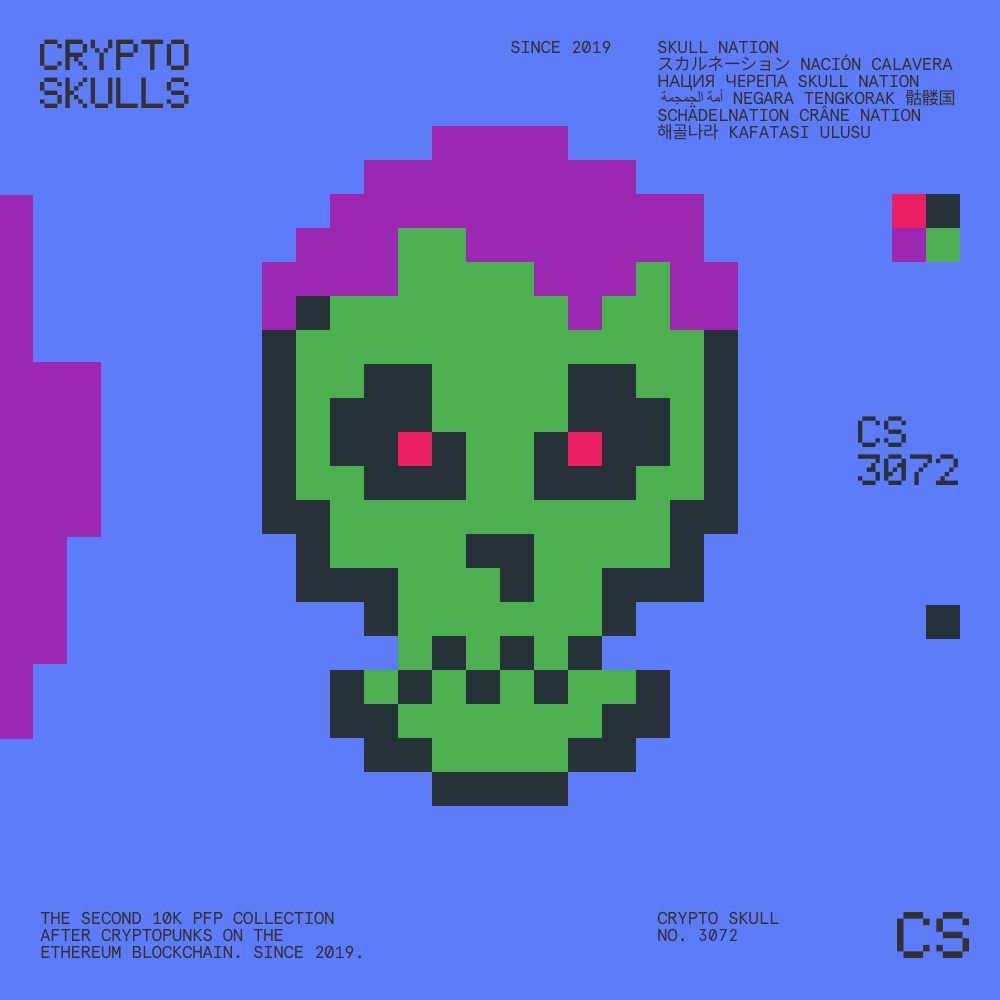 CRYPTO
SKULLS
SINCE 2019
SKULL NATION
スカルネーション NACIÓN CALAVERA
НАЦИЯ ЧЕРЕПА SKULL NATION
أمة الجمجمة NEGARA TENGKORAK 骷髅国
SCHÄDELNATION CRÂNE NATION
해골나라 KAFATASI ULUSU
CS
3072
THE SECOND 10K PFP COLLECTION
AFTER CRYPTOPUNKS ON THE
ETHEREUM BLOCKCHAIN. SINCE 2019.
CRYPTO SKULL
NO. 3072
CS